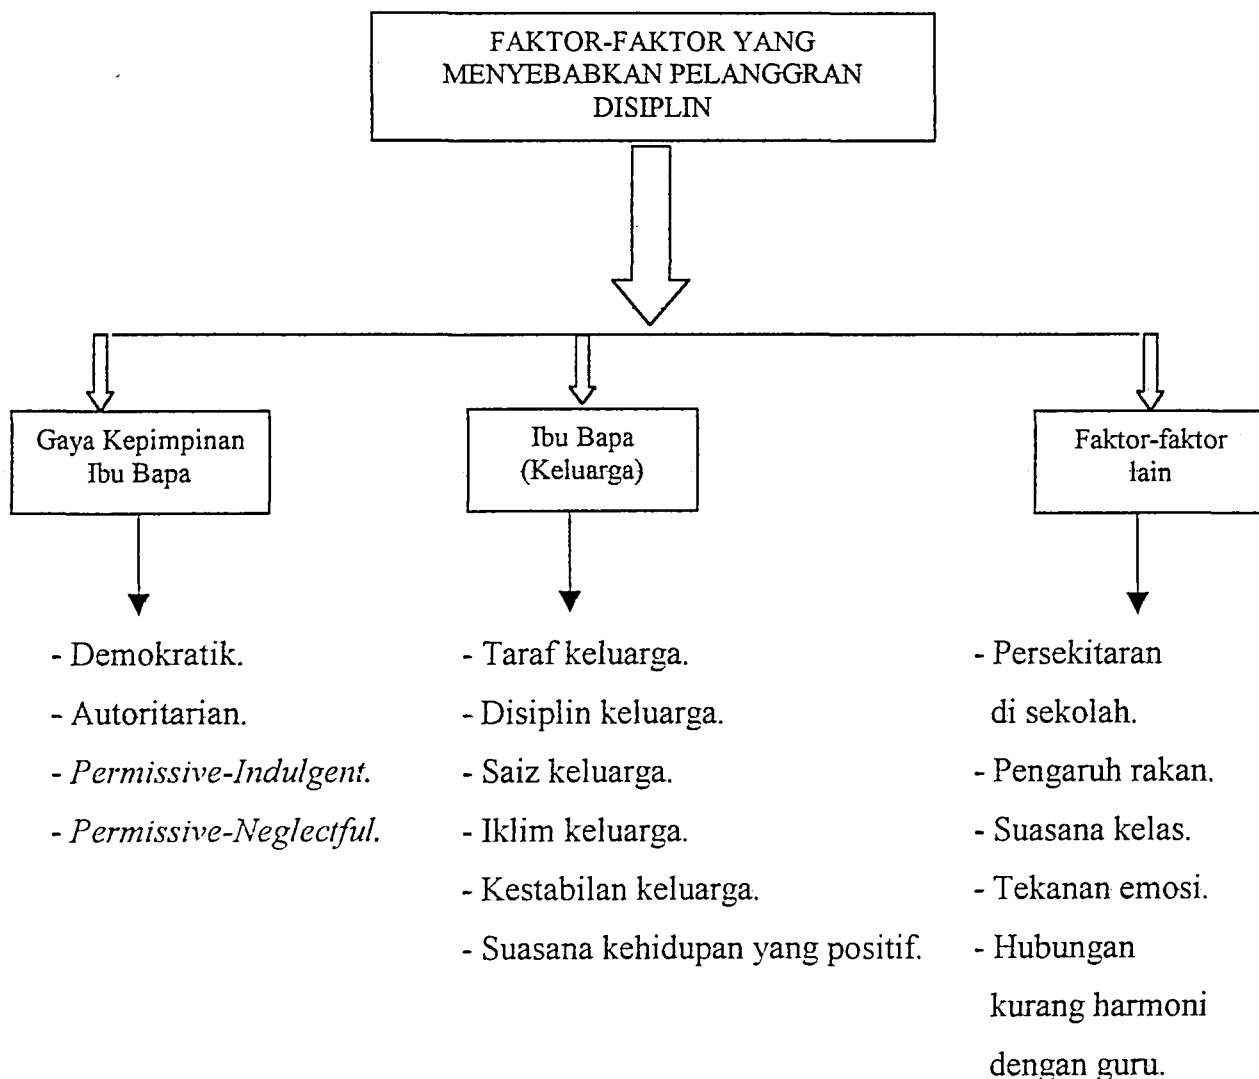 FAKTOR-FAKTOR YANG
MENYEBABKAN PELANGGRAN
DISIPLIN
Gaya Kepimpinan
Ibu Bapa
Ibu Bapa
(Keluarga)
Faktor-faktor
lain
- Demokratik.
- Autoritarian.
- Permissive-Indulgent.
- Permissive-Neglectful.
- Taraf keluarga.
- Disiplin keluarga.
- Saiz keluarga.
- Iklim keluarga.
- Kestabilan keluarga.
- Suasana kehidupan yang positif.
- Persekitaran
di sekolah.
- Pengaruh rakan.
- Suasana kelas.
- Tekanan emosi.
- Hubungan
kurang harmoni
dengan guru.